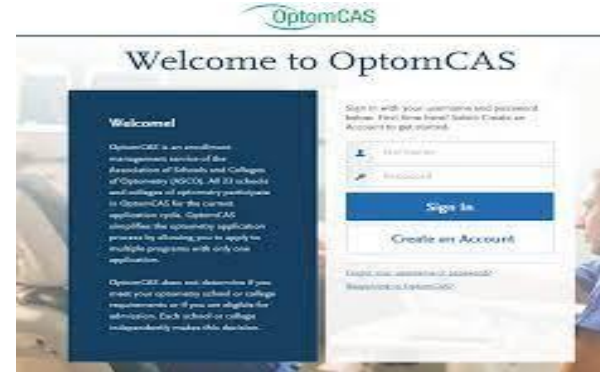 OptomCAS
Welcome to OptomCAS
Welcome!
OptomCAS is an enrollment
management service of the
Association of Schools and Colleges
of Optometry (ASCO). All 23 schools
and colleges of optometry participate
in OptomCAS for the current
application cycle. OptomCAS
simplifies the optometry application
process by allowing you to apply to
multiple programs with only one
application.
OptomCAS does not determine if you
meet your optometry school or college
requirements or if you are eligible for
admission. Each school or college
independently makes this decision.
Sign in with your username and password
below. First time here? Select Create an
Account to get started.
Username
Password
Sign In
Create an Account
Forgot your username or password?